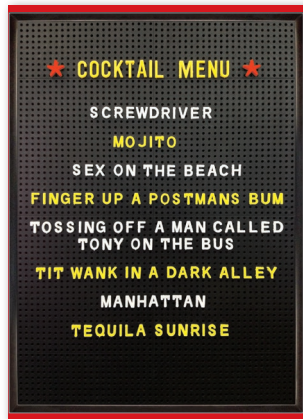 ★ COCKTAIL MENU ★
SCREWDRIVER
MOJITO
SEX ON THE BEACH
FINGER UP A POSTMANS BUM
TOSSING OFF A MAN CALLED
TONY ON THE BUS
TIT WANK IN A DARK ALLEY
MANHATTAN
TEQUILA SUNRISE